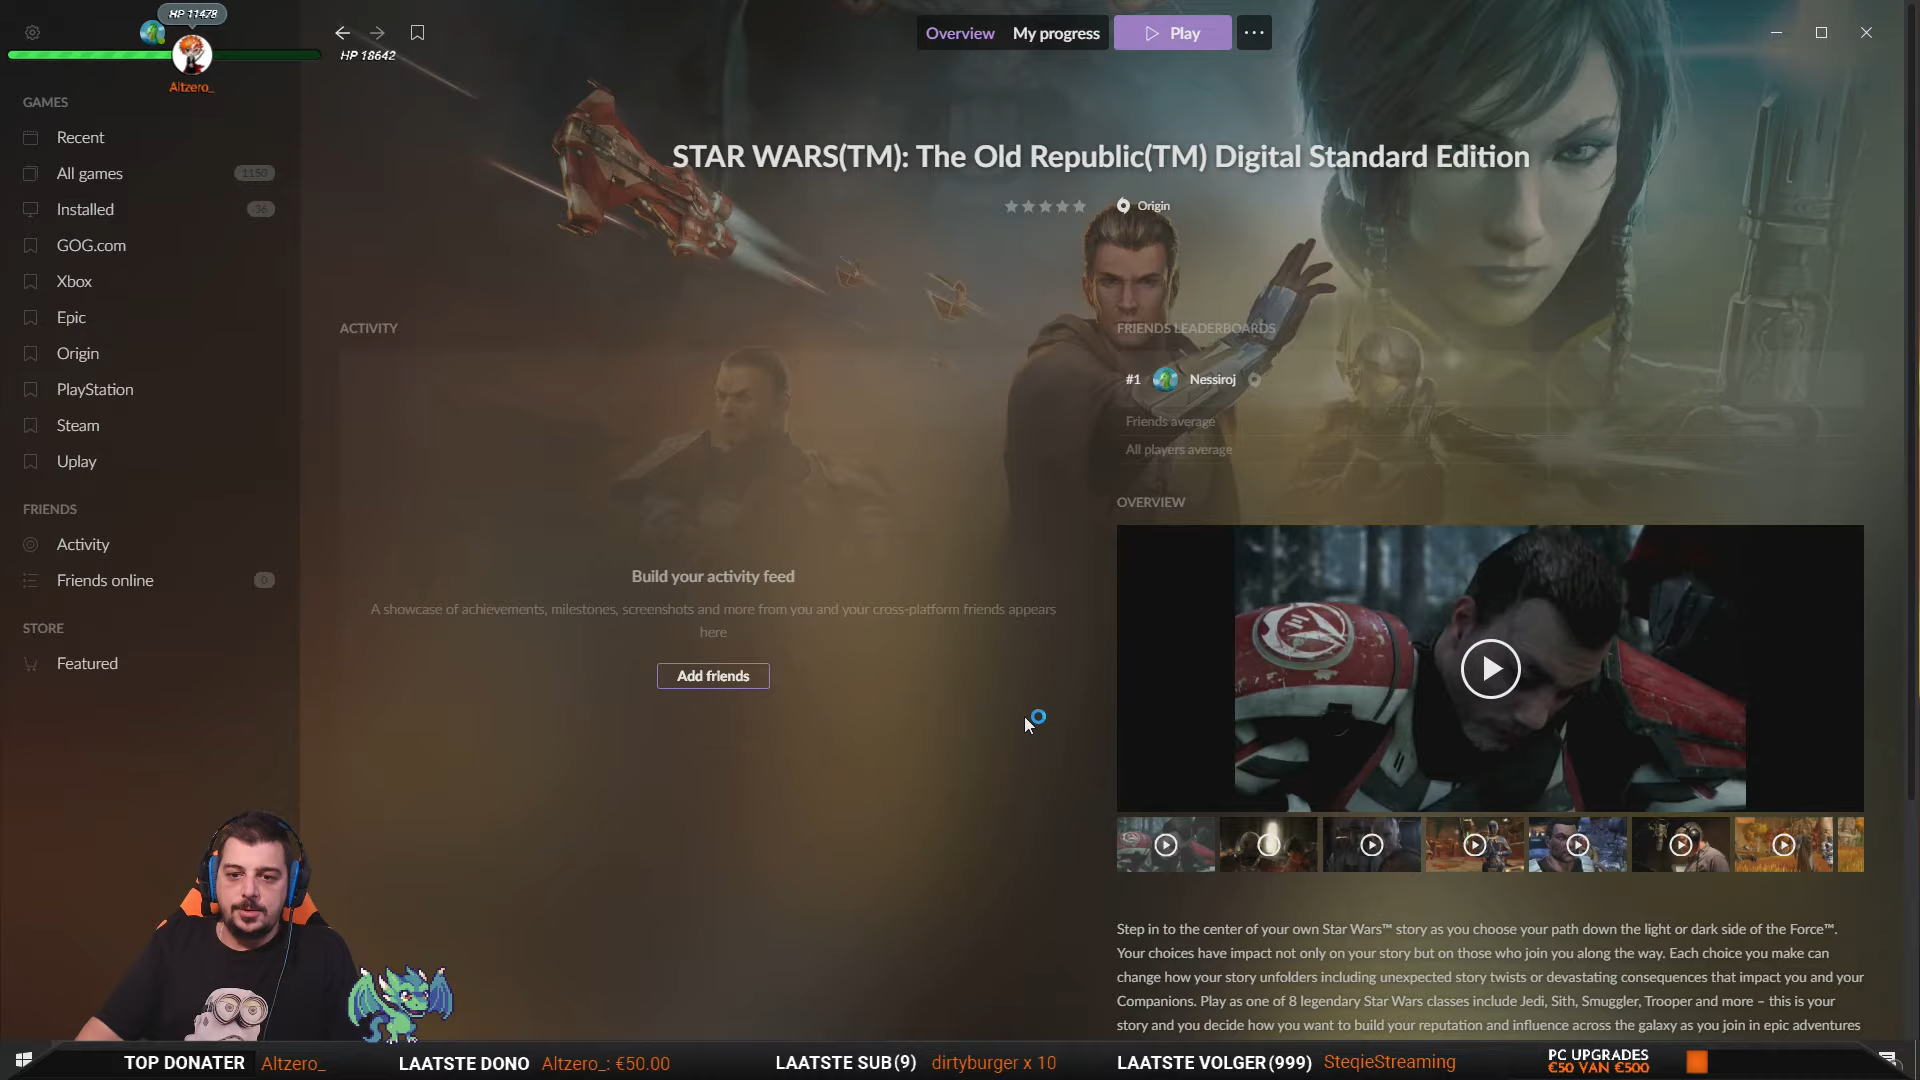 HP 11478
HP 18642
Altzero_
Overview
My progress
Play
GAMES
Recent
All games
1150
Installed
36
GOG.com
Xbox
Epic
Origin
PlayStation
Steam
Uplay
FRIENDS
Activity
Friends online
0
STORE
Featured
STAR WARS(TM): The Old Republic(TM) Digital Standard Edition
Origin
ACTIVITY
Build your activity feed
A showcase of achievements, milestones, screenshots and more from you and your cross-platform friends appears
here
Add friends
FRIENDS LEADERBOARDS
#1 Nessiroj
Friends average
All players average
OVERVIEW
Step in to the center of your own Star Wars™ story as you choose your path down the light or dark side of the Force™.
Your choices have impact not only on your story but on those who join you along the way. Each choice you make can
change how your story unfolders including unexpected story twists or devastating consequences that impact you and your
Companions. Play as one of 8 legendary Star Wars classes include Jedi, Sith, Smuggler, Trooper and more – this is your
story and you decide how you want to build your reputation and influence across the galaxy as you join in epic adventures
TOP DONATER Altzero_
LAATSTE DONO Altzero_: €50.00
LAATSTE SUB(9) dirtyburger x 10
LAATSTE VOLGER(999) SteqieStreaming
PC UPGRADES
€50 VAN €500